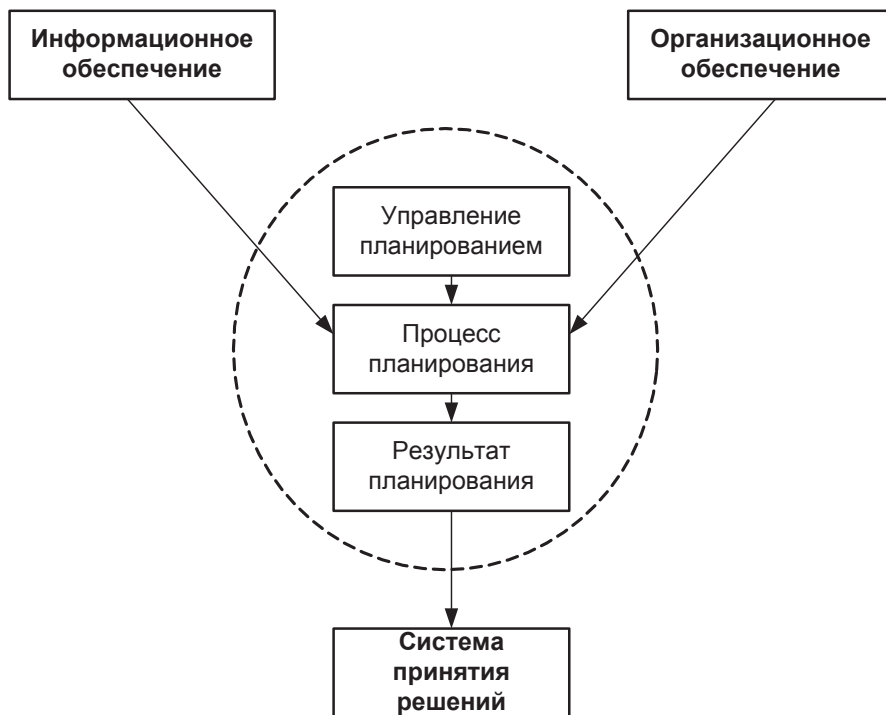 Информационное
обеспечение
Организационное
обеспечение
Управление
планированием
Процесс
планирования
Результат
планирования
Система
принятия
решений